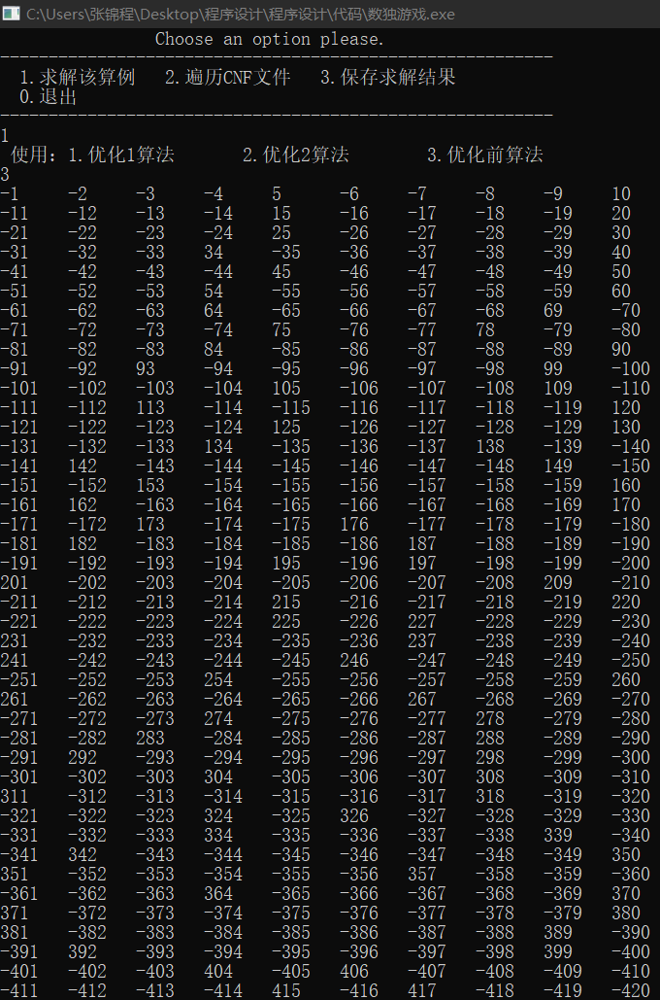 C:\Users\张锦程\Desktop\程序设计\程序设计\代码\数独游戏.exe
Choose an option please.
---------------------------------------------------------
1.求解该算例 2.遍历CNF文件 3.保存求解结果
0.退出
---------------------------------------------------------
1
使用: 1.优化1算法 2.优化2算法 3.优化前算法
3
-1 -2 -3 -4 5 -6 -7 -8 -9 10
-11 -12 -13 -14 15 -16 -17 -18 -19 20
-21 -22 -23 -24 25 -26 -27 -28 -29 30
-31 -32 -33 34 -35 -36 -37 -38 -39 40
-41 -42 -43 -44 45 -46 -47 -48 -49 50
-51 -52 -53 54 -55 -56 -57 -58 -59 60
-61 -62 -63 64 -65 -66 -67 -68 69 -70
-71 -72 -73 -74 75 -76 -77 78 -79 -80
-81 -82 -83 84 -85 -86 -87 -88 -89 90
-91 -92 93 -94 -95 -96 -97 -98 99 -100
-101 -102 -103 -104 105 -106 -107 -108 109 -110
-111 -112 113 -114 -115 -116 -117 -118 -119 120
-121 -122 -123 -124 125 -126 -127 -128 -129 130
-131 -132 -133 134 -135 -136 -137 138 -139 -140
-141 142 -143 -144 -145 -146 -147 -148 149 -150
-151 -152 153 -154 -155 -156 -157 -158 -159 160
-161 162 -163 -164 -165 -166 -167 -168 -169 170
-171 -172 173 -174 -175 176 -177 -178 -179 -180
-181 182 -183 -184 -185 -186 187 -188 -189 -190
-191 -192 -193 -194 195 -196 197 -198 -199 -200
201 -202 -203 -204 -205 -206 -207 -208 209 -210
-211 -212 -213 -214 215 -216 -217 -218 -219 220
-221 -222 -223 -224 225 -226 227 -228 -229 -230
231 -232 -233 -234 -235 -236 237 -238 -239 -240
241 -242 -243 -244 -245 246 -247 -248 -249 -250
-251 -252 -253 254 -255 -256 -257 -258 -259 260
261 -262 -263 -264 -265 -266 267 -268 -269 -270
-271 -272 -273 274 -275 -276 -277 278 -279 -280
-281 -282 283 -284 -285 -286 -287 288 -289 -290
-291 292 -293 -294 -295 -296 -297 298 -299 -300
-301 -302 -303 304 -305 -306 -307 308 -309 -310
311 -312 -313 -314 -315 -316 -317 318 -319 -320
-321 -322 -323 324 -325 326 -327 -328 -329 -330
-331 -332 -333 334 -335 -336 -337 -338 339 -340
-341 342 -343 -344 -345 -346 -347 -348 -349 350
351 -352 -353 -354 -355 -356 357 -358 -359 -360
-361 -362 -363 364 -365 -366 -367 -368 -369 370
371 -372 -373 -374 -375 -376 -377 -378 -379 380
381 -382 -383 -384 -385 -386 -387 -388 389 -390
-391 392 -393 -394 -395 -396 -397 -398 399 -400
-401 -402 -403 404 -405 406 -407 -408 -409 -410
-411 -412 -413 -414 415 -416 417 -418 -419 -420